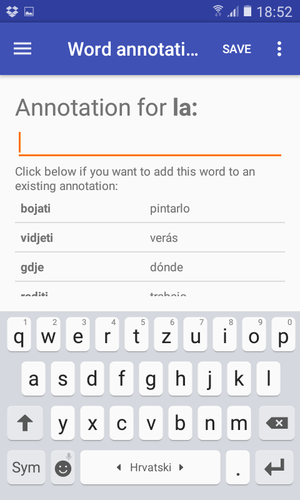 18:52
Word annotati... SAVE
Annotation for la:
Click below if you want to add this word to an
existing annotation:
bojati pintarlo
vidjeti verás
gdje dónde
1 2 3 4 5 6 7 8 9 0
q w e r t z u i o p
a s d f g h j k l
y x c v b n m
Sym Hrvatski .